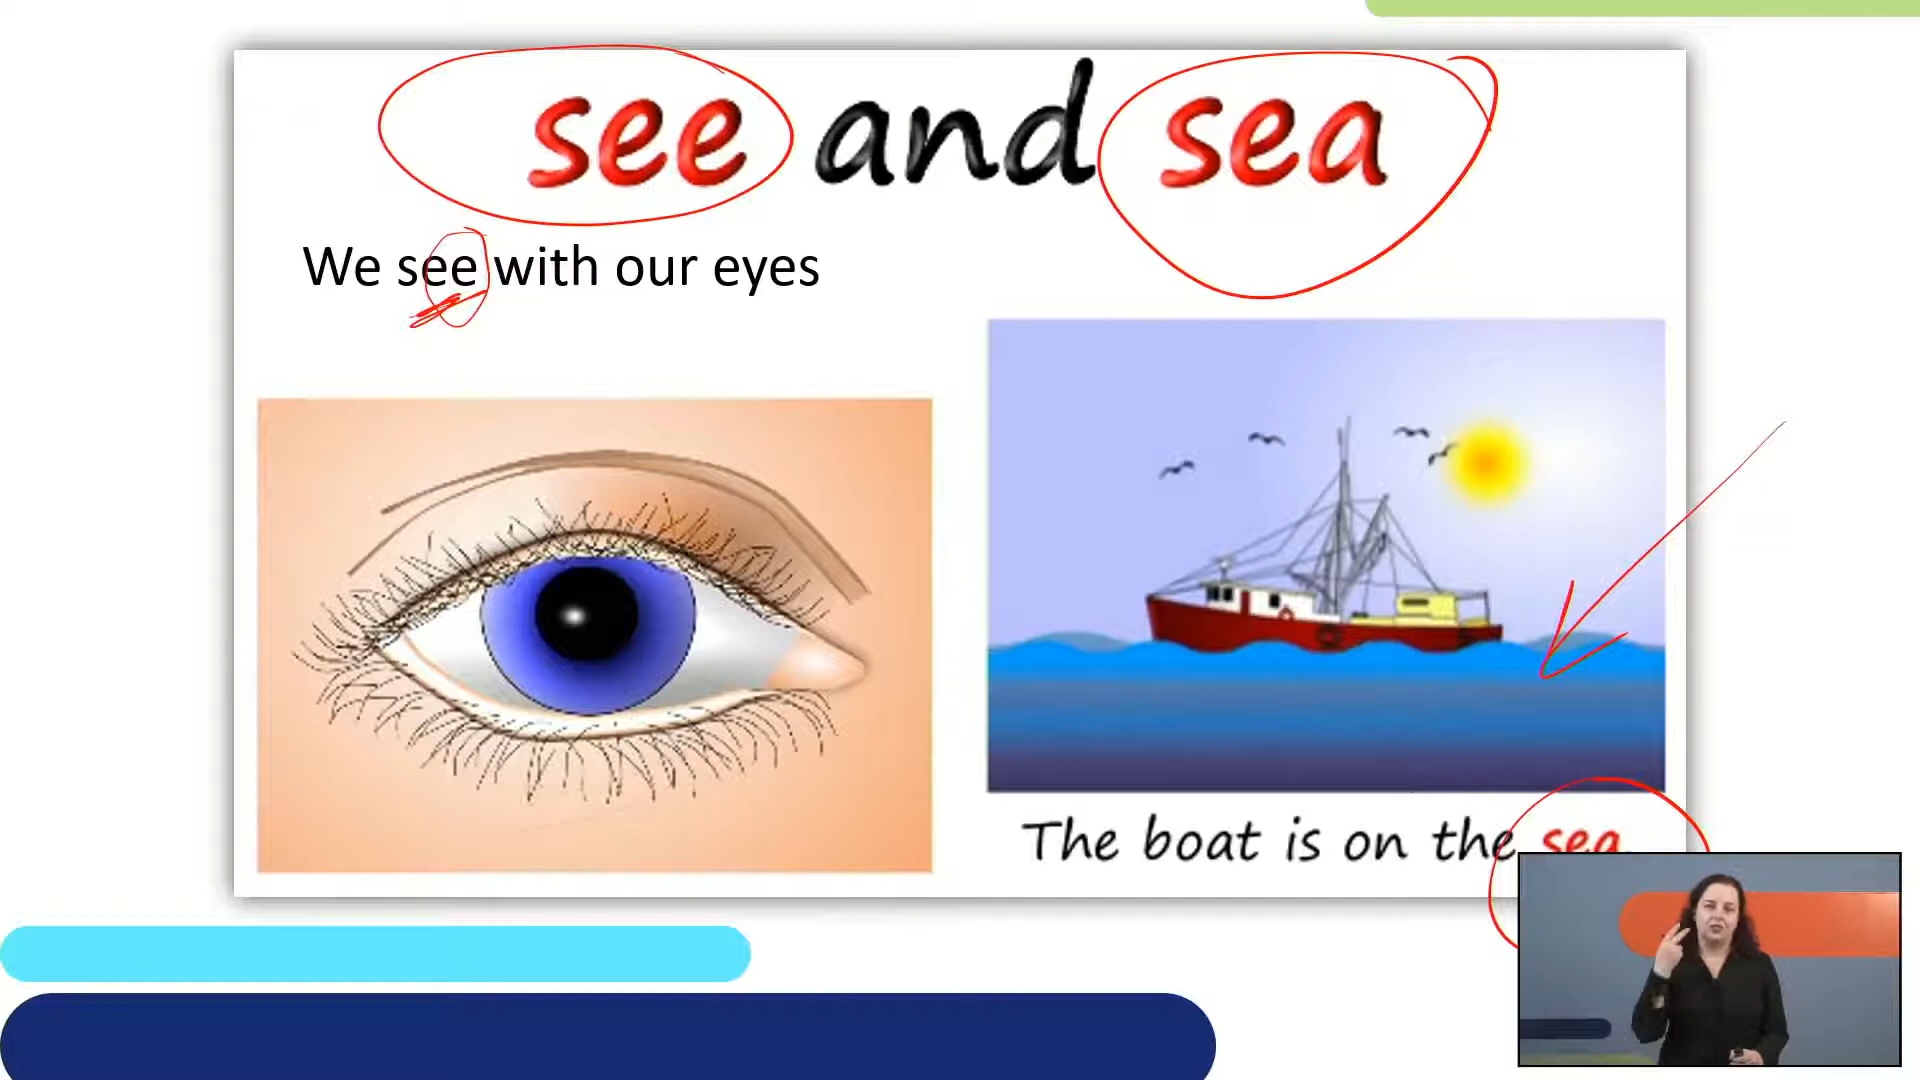 see and sea
We see with our eyes
The boat is on the sea.